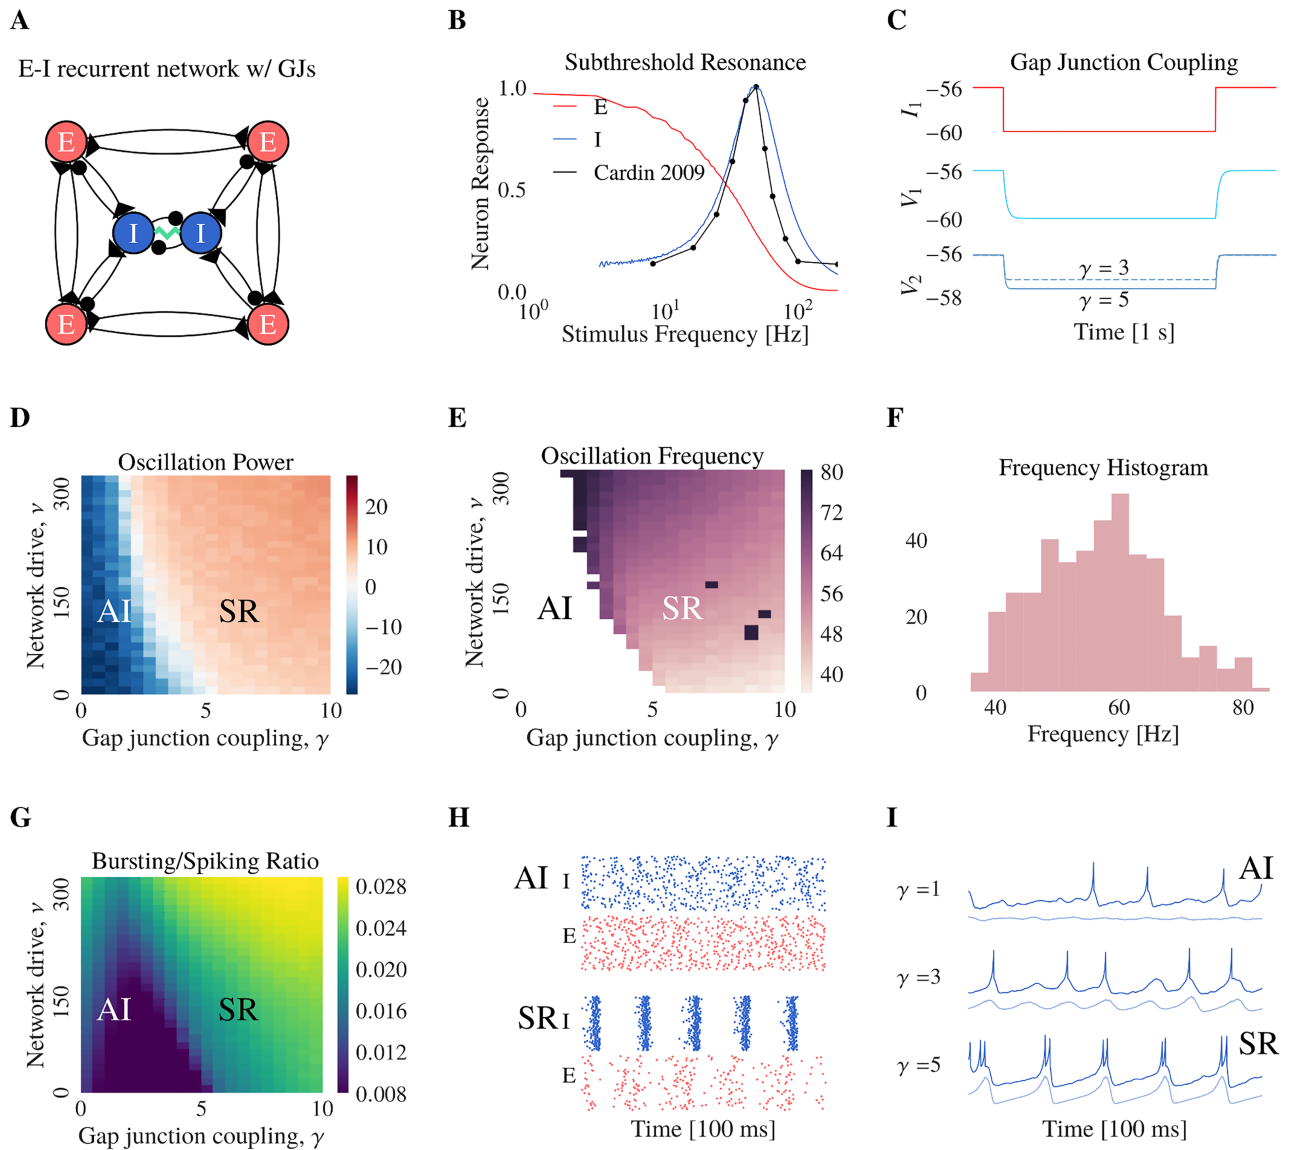 A
E-I recurrent network w/ GJs
E
E
I
I
E
E
B
Subthreshold Resonance
Neuron Response
1.0
0.5
0.0
E
I
Cardin 2009
10^0
10^1
10^2
Stimulus Frequency [Hz]
C
Gap Junction Coupling
I_1
−56
−60
V_1
−56
−60
V_2
−56
−58
γ = 3
γ = 5
Time [1 s]
D
Oscillation Power
Network drive, ν
300
150
0
AI
SR
0
5
10
Gap junction coupling, γ
20
10
0
−10
−20
E
Oscillation Frequency
Network drive, ν
300
150
0
AI
SR
0
5
10
Gap junction coupling, γ
80
72
64
56
48
40
F
Frequency Histogram
40
20
0
40
60
80
Frequency [Hz]
G
Bursting/Spiking Ratio
Network drive, ν
300
150
0
AI
SR
0
5
10
Gap junction coupling, γ
0.028
0.024
0.020
0.016
0.012
0.008
H
AI I
E
SR I
E
Time [100 ms]
I
AI
γ =1
γ =3
SR
γ =5
Time [100 ms]